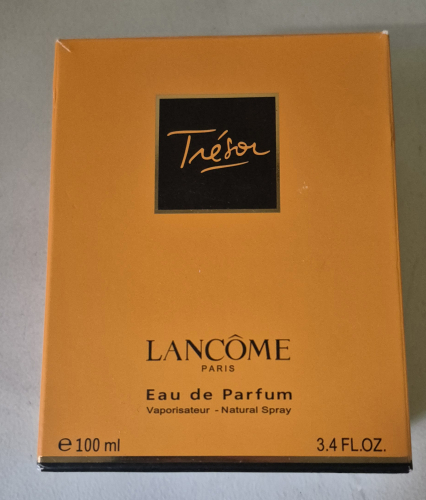 Trésor
LANCÔME
PARIS
Eau de Parfum
Vaporisateur - Natural Spray
℮ 100 ml 3.4 FL.OZ.